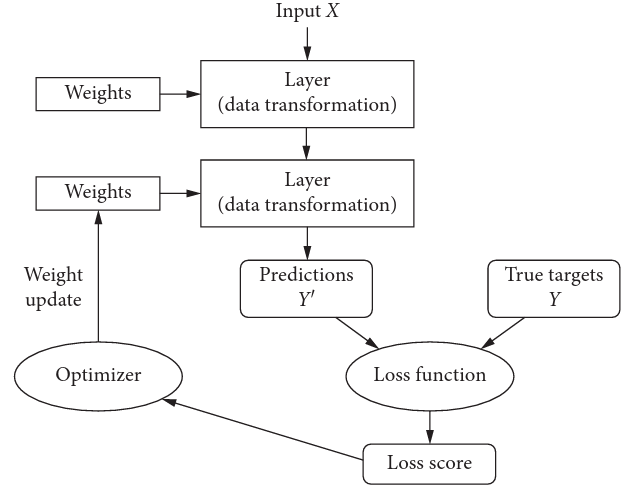 Input X
Layer
(data transformation)
Weights
Layer
(data transformation)
Weights
Predictions
Y′
True targets
Y
Weight
update
Optimizer
Loss function
Loss score